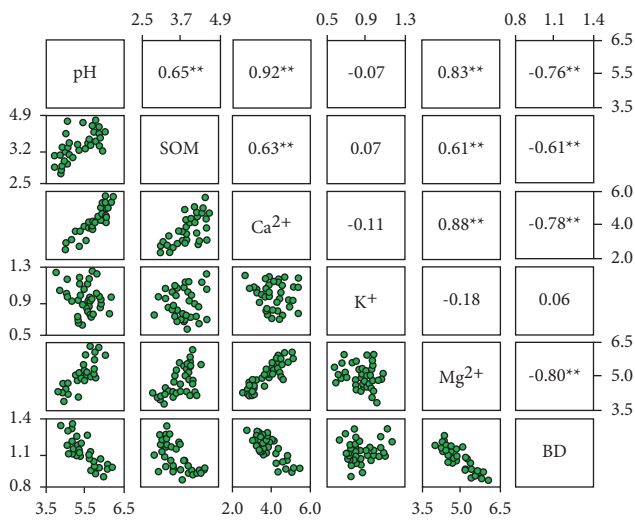 2.5 3.7 4.9 0.5 0.9 1.3 0.8 1.1 1.4
pH 0.65** 0.92** -0.07 0.83** -0.76** 6.5
5.5
3.5
4.9
3.2 SOM 0.63** 0.07 0.61** -0.61**
2.5
Ca2+ -0.11 0.88** -0.78** 6.0
4.0
2.0
1.3
0.9 K+ -0.18 0.06
0.5
Mg2+ -0.80** 6.5
5.0
3.5
1.4
1.1 BD
0.8
3.5 5.5 6.5 2.0 4.0 6.0 3.5 5.0 6.5